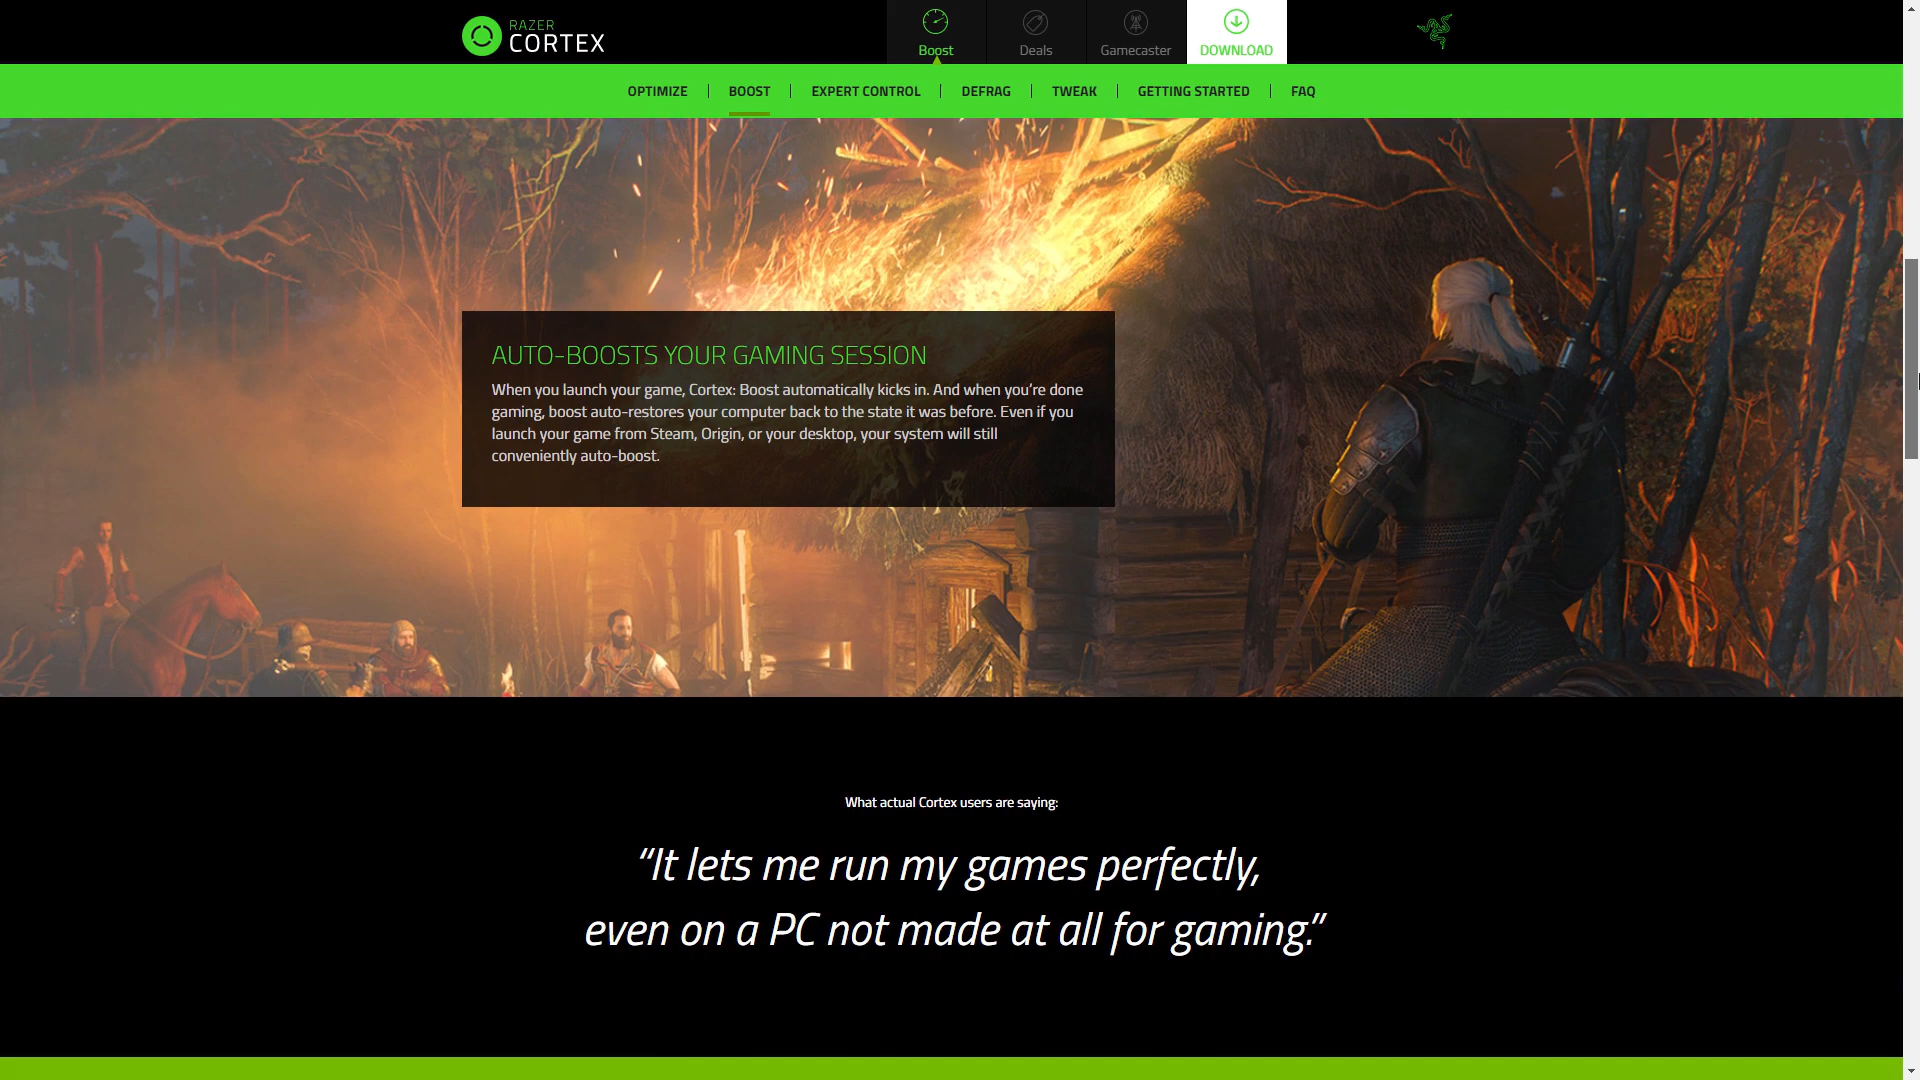 RAZER
CORTEX
Boost
Deals
Gamecaster
DOWNLOAD
OPTIMIZE
BOOST
EXPERT CONTROL
DEFRAG
TWEAK
GETTING STARTED
FAQ
AUTO-BOOSTS YOUR GAMING SESSION
When you launch your game, Cortex: Boost automatically kicks in. And when you’re done
gaming, boost auto-restores your computer back to the state it was before. Even if you
launch your game from Steam, Origin, or your desktop, your system will still
conveniently auto-boost.
What actual Cortex users are saying:
“It lets me run my games perfectly,
even on a PC not made at all for gaming.”